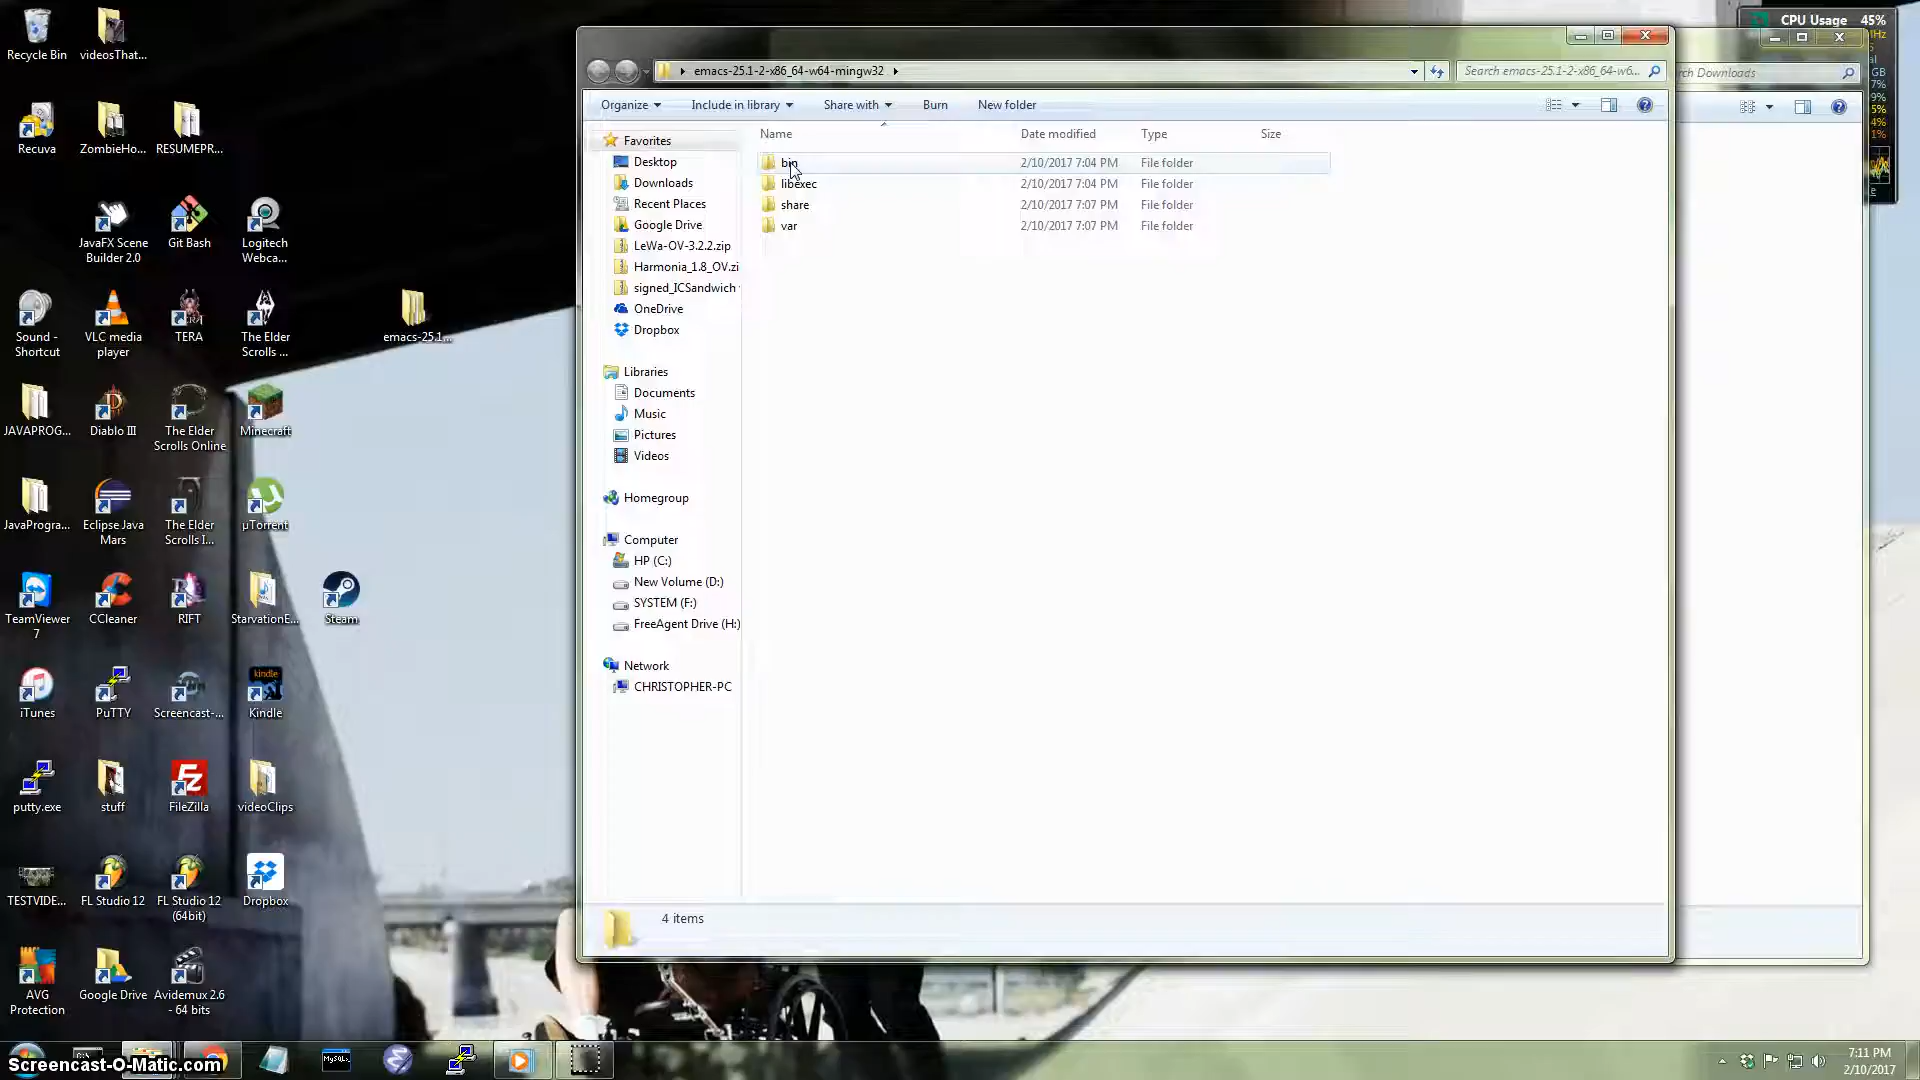 Recycle Bin
videosThat...
Recuva
ZombieHo...
RESUMEPR...
JavaFX Scene
Builder 2.0
Git Bash
Logitech
Webca...
Sound -
Shortcut
VLC media
player
TERA
The Elder
Scrolls ...
emacs-25.1...
JAVAPROG...
Diablo III
The Elder
Scrolls Online
Minecraft
JavaProgra...
Eclipse Java
Mars
The Elder
Scrolls I...
µTorrent
TeamViewer
7
CCleaner
RIFT
StarvationE...
Steam
iTunes
PuTTY
Screencast-...
kindle
Kindle
putty.exe
stuff
FileZilla
videoClips
TESTVIDE...
FL Studio 12
FL Studio 12
(64bit)
Dropbox
AVG
Protection
Google Drive
Avidemux 2.6
- 64 bits
emacs-25.1-2-x86_64-w64-mingw32
Search emacs-25.1-2-x86_64-w6...
Organize
Include in library
Share with
Burn
New folder
Name
Date modified
Type
Size
bin 2/10/2017 7:04 PM File folder
libexec 2/10/2017 7:04 PM File folder
share 2/10/2017 7:07 PM File folder
var 2/10/2017 7:07 PM File folder
Favorites
Desktop
Downloads
Recent Places
Google Drive
LeWa-OV-3.2.2.zip
Harmonia_1.8_OV.zi
signed_ICSandwich
OneDrive
Dropbox
Libraries
Documents
Music
Pictures
Videos
Homegroup
Computer
HP (C:)
New Volume (D:)
SYSTEM (F:)
FreeAgent Drive (H:)
Network
CHRISTOPHER-PC
4 items
CPU Usage 45%
rch Downloads
GB
7%
9%
5%
4%
1%
MySQL
Screencast-O-Matic.com
7:11 PM
2/10/2017